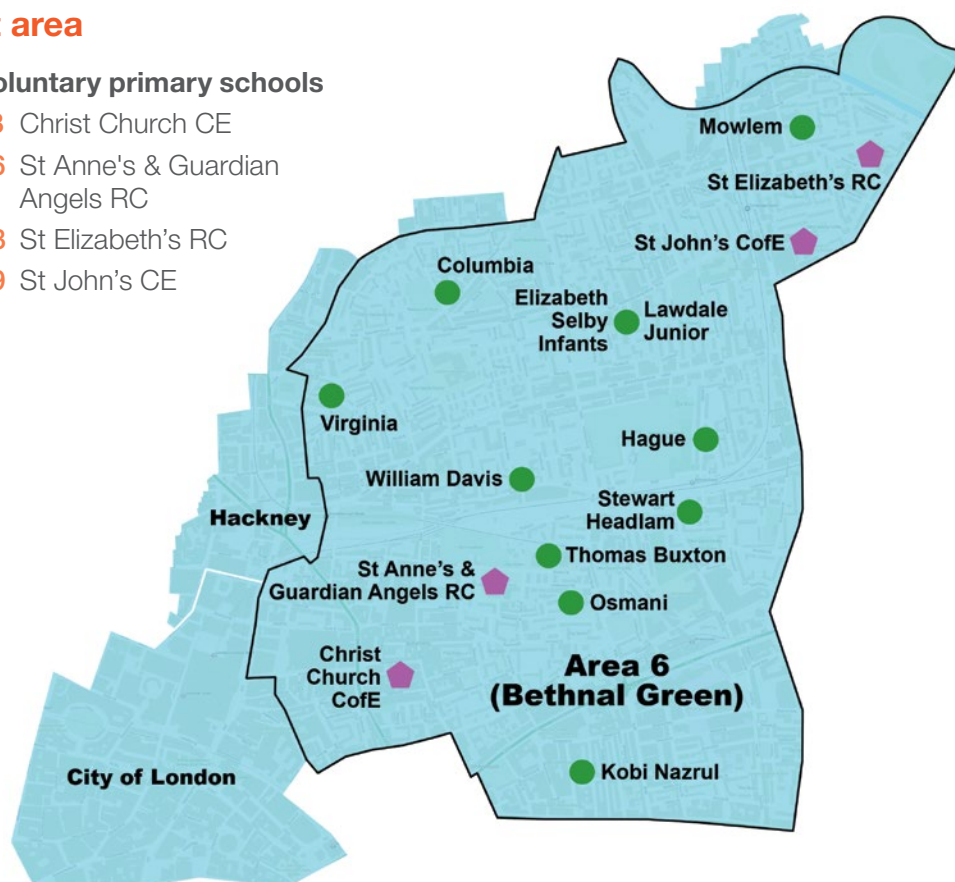 area
voluntary primary schools
3 Christ Church CE
6 St Anne's & Guardian
Angels RC
8 St Elizabeth's RC
9 St John's CE
Mowlem
St Elizabeth's RC
St John's CofE
Columbia
Elizabeth
Selby
Infants
Lawdale
Junior
Virginia
Hague
William Davis
Stewart
Headlam
Hackney
Thomas Buxton
St Anne's &
Guardian Angels RC
Osmani
Christ
Church
CofE
Area 6
(Bethnal Green)
City of London
Kobi Nazrul